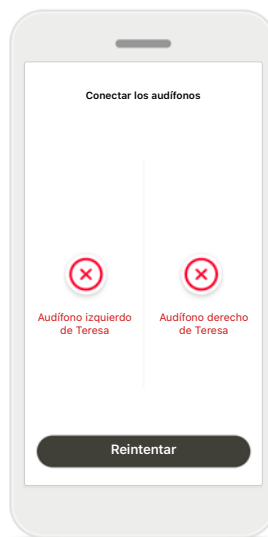 Conectar los audífonos
Audífono izquierdo
de Teresa
Audífono derecho
de Teresa
Reintentar